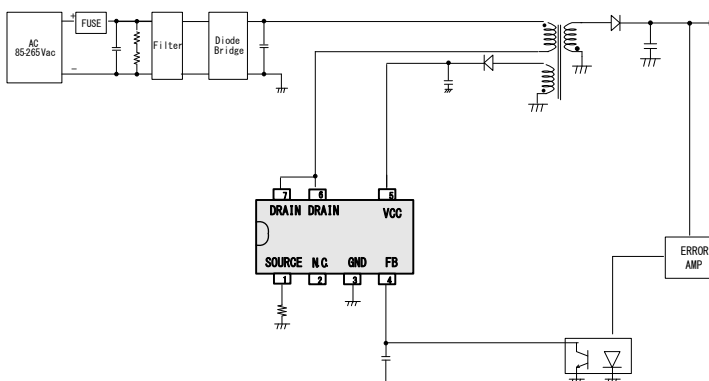 AC
85-265Vac
+
-
FUSE
Filter
Diode
Bridge
7
6
5
DRAIN
DRAIN
VCC
SOURCE
N.C.
GND
FB
1
2
3
4
ERROR
AMP